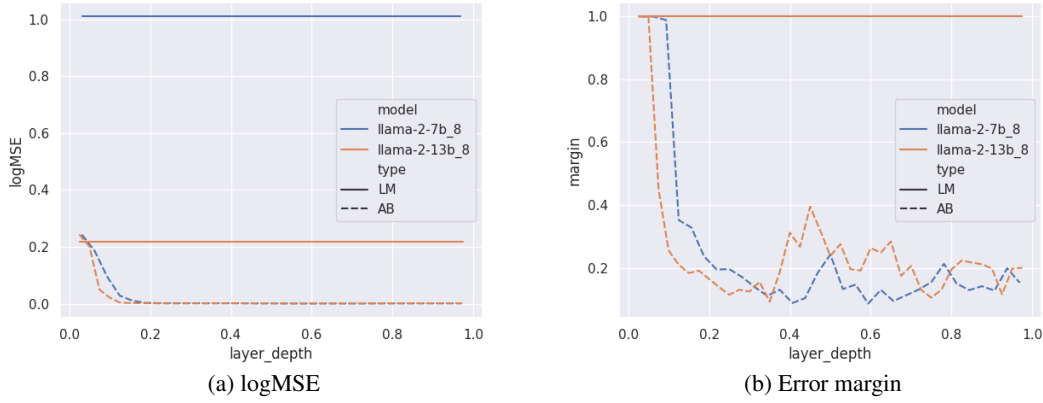 1.0
0.8
0.6
0.4
0.2
0.0
logMSE
0.0 0.2 0.4 0.6 0.8 1.0
layer_depth
model
llama-2-7b_8
llama-2-13b_8
type
LM
AB
(a) logMSE
1.0
0.8
0.6
0.4
0.2
margin
0.0 0.2 0.4 0.6 0.8 1.0
layer_depth
model
llama-2-7b_8
llama-2-13b_8
type
LM
AB
(b) Error margin